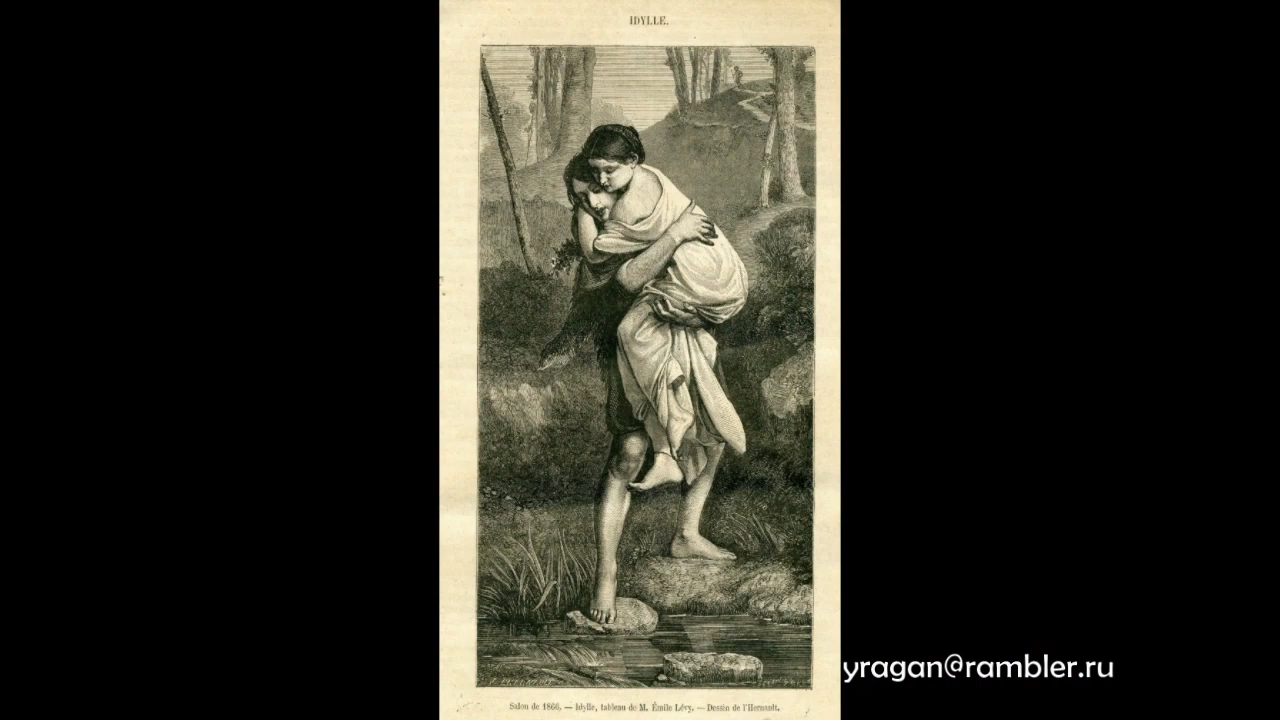 IDYLLE.
yragan@rambler.ru
Salon de 1866. — Idylle, tableau de M. Émile Lévy. — Dessin de l'Hernault.